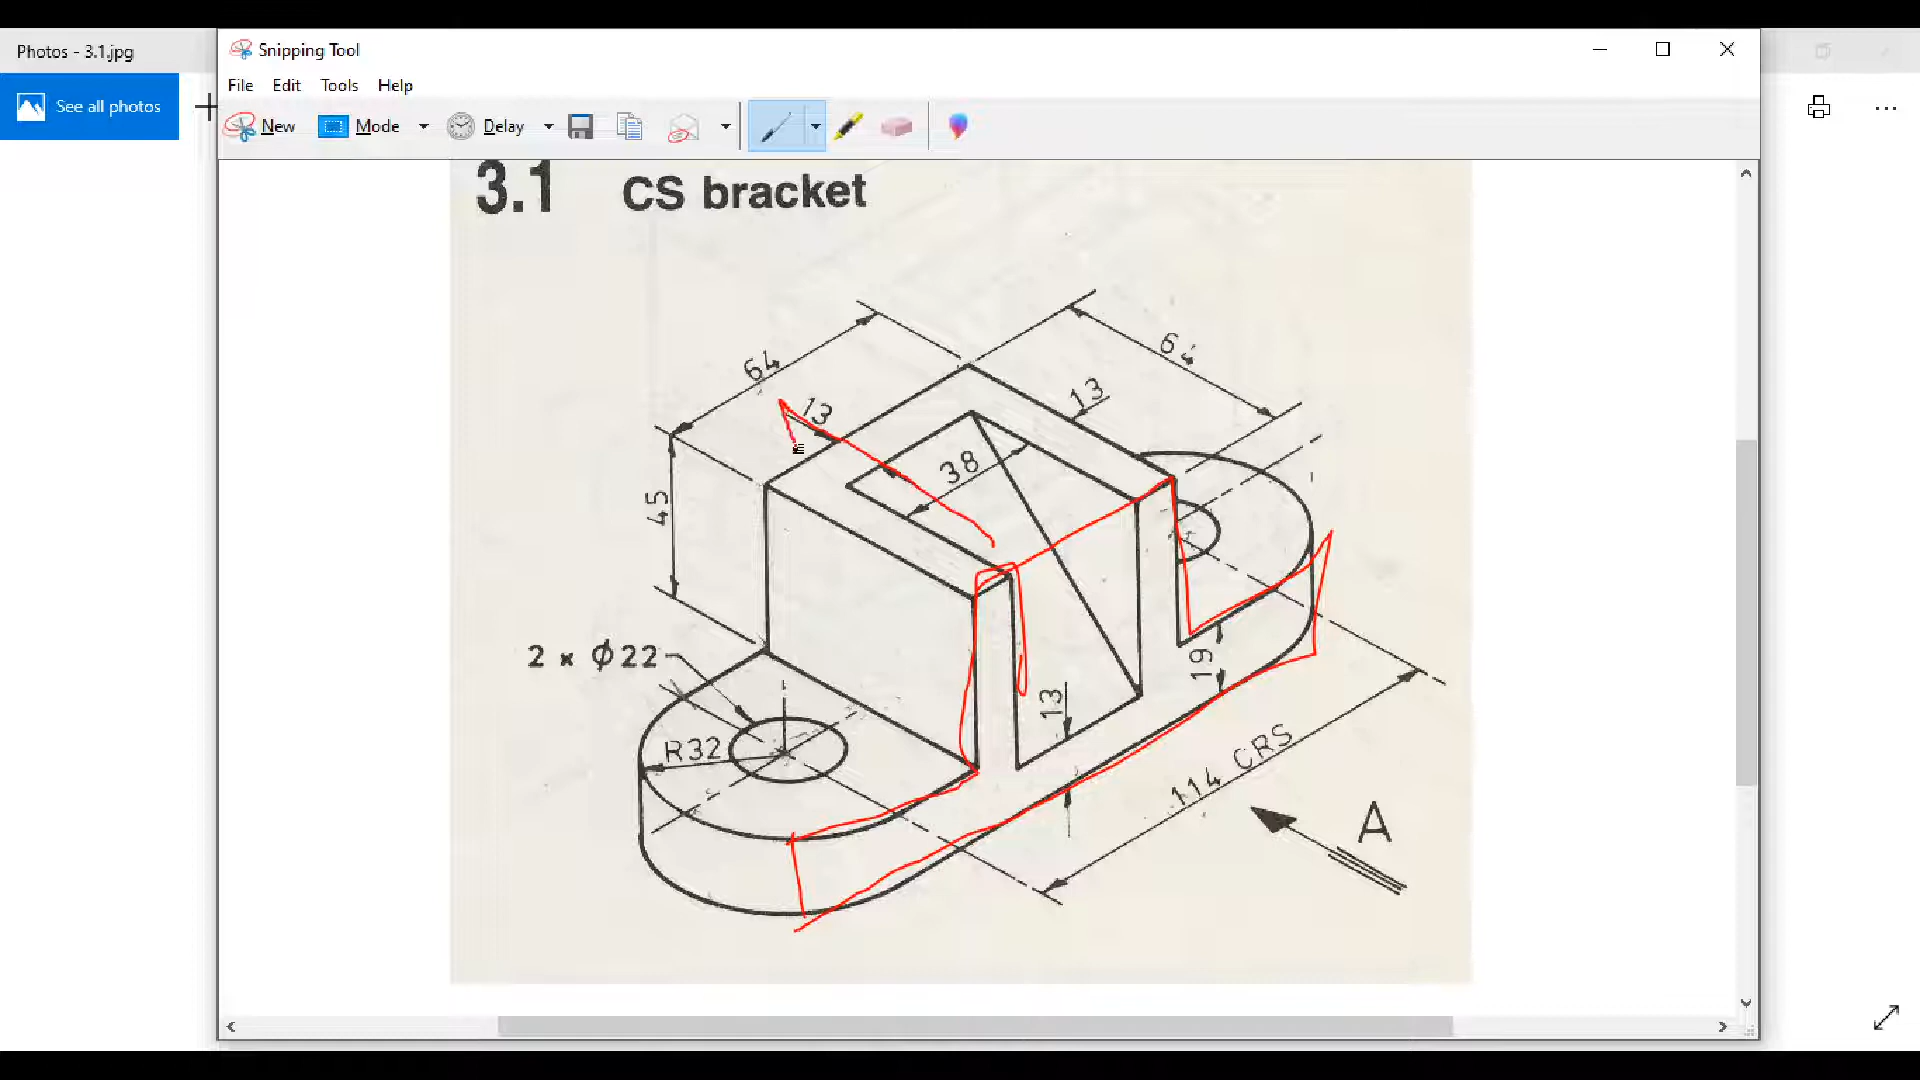 Photos - 3.1.jpg
Snipping Tool
File Edit Tools Help
See all photos
New Mode Delay
3.1 CS bracket
64
64
13
13
38
45
2 x Φ22
19
13
R32
114 CRS
A